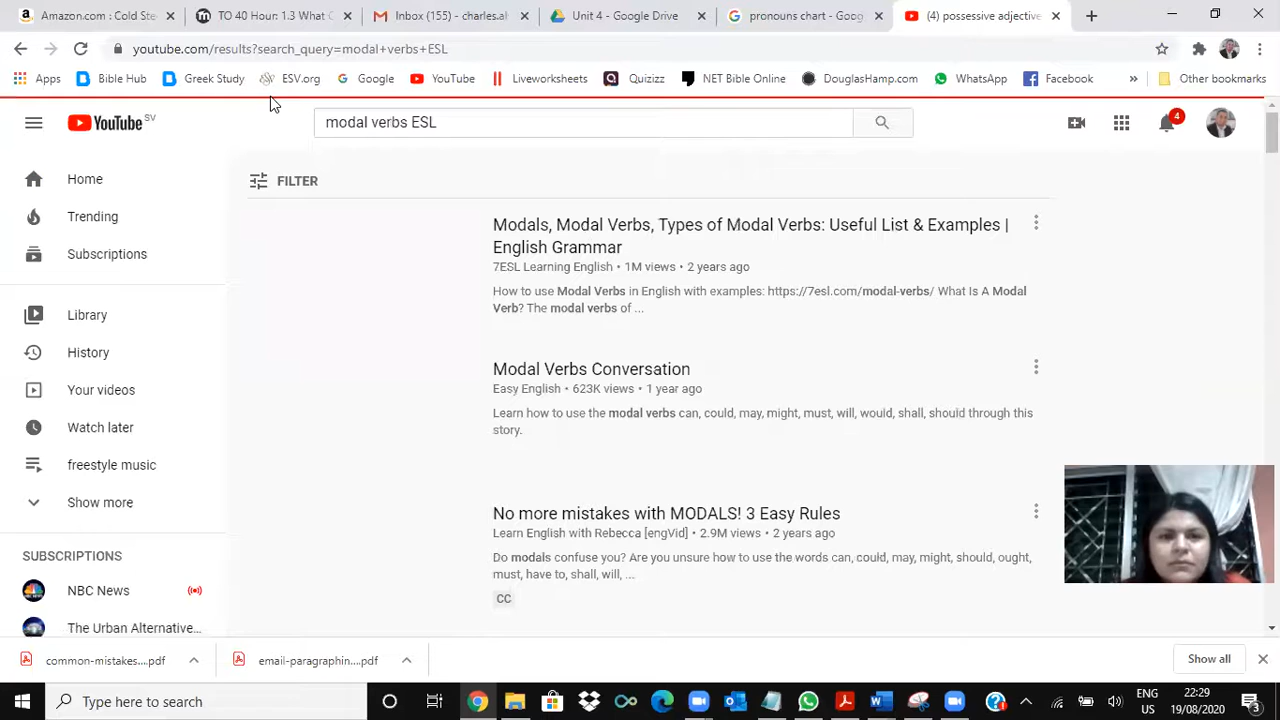 Amazon.com : Cold Ste
TO 40 Hour: 1.3 What C
Inbox (155) - charles.ah
Unit 4 - Google Drive
pronouns chart - Goog
(4) possessive adjectiv
youtube.com/results?search_query=modal+verbs+ESL
Apps
Bible Hub
Greek Study
ESV.org
Google
YouTube
Liveworksheets
Quizizz
NET Bible Online
DouglasHamp.com
WhatsApp
Facebook
»
Other bookmarks
YouTube SV
modal verbs ESL
4
Home
Trending
Subscriptions
Library
History
Your videos
Watch later
freestyle music
Show more
SUBSCRIPTIONS
NBC News
The Urban Alternative...
FILTER
Modals, Modal Verbs, Types of Modal Verbs: Useful List & Examples |
English Grammar
7ESL Learning English • 1M views • 2 years ago
How to use Modal Verbs in English with examples: https://7esl.com/modal-verbs/ What Is A Modal
Verb? The modal verbs of ...
Modal Verbs Conversation
Easy English • 623K views • 1 year ago
Learn how to use the modal verbs can, could, may, might, must, will, would, shall, should through this
story.
No more mistakes with MODALS! 3 Easy Rules
Learn English with Rebecca [engVid] • 2.9M views • 2 years ago
Do modals confuse you? Are you unsure how to use the words can, could, may, might, should, ought,
must, have to, shall, will, ...
CC
common-mistakes....pdf
email-paragraphin....pdf
Show all
Type here to search
ENG
US
22:29
19/08/2020
3